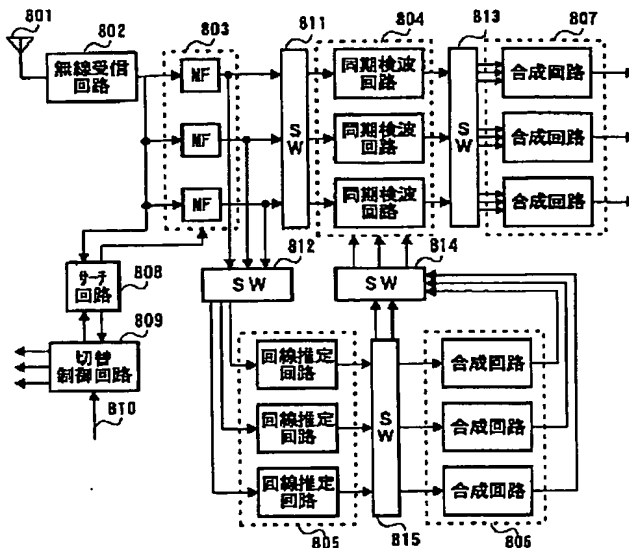 801
802
803
811
804
813
807
無線受信
回路
MF
MF
MF
SW
同期検波
回路
同期検波
回路
同期検波
回路
SW
合成回路
合成回路
合成回路
812
814
SW
SW
サーチ
回路
808
809
切替
制御回路
810
回線推定
回路
回線推定
回路
回線推定
回路
SW
合成回路
合成回路
合成回路
805
815
806